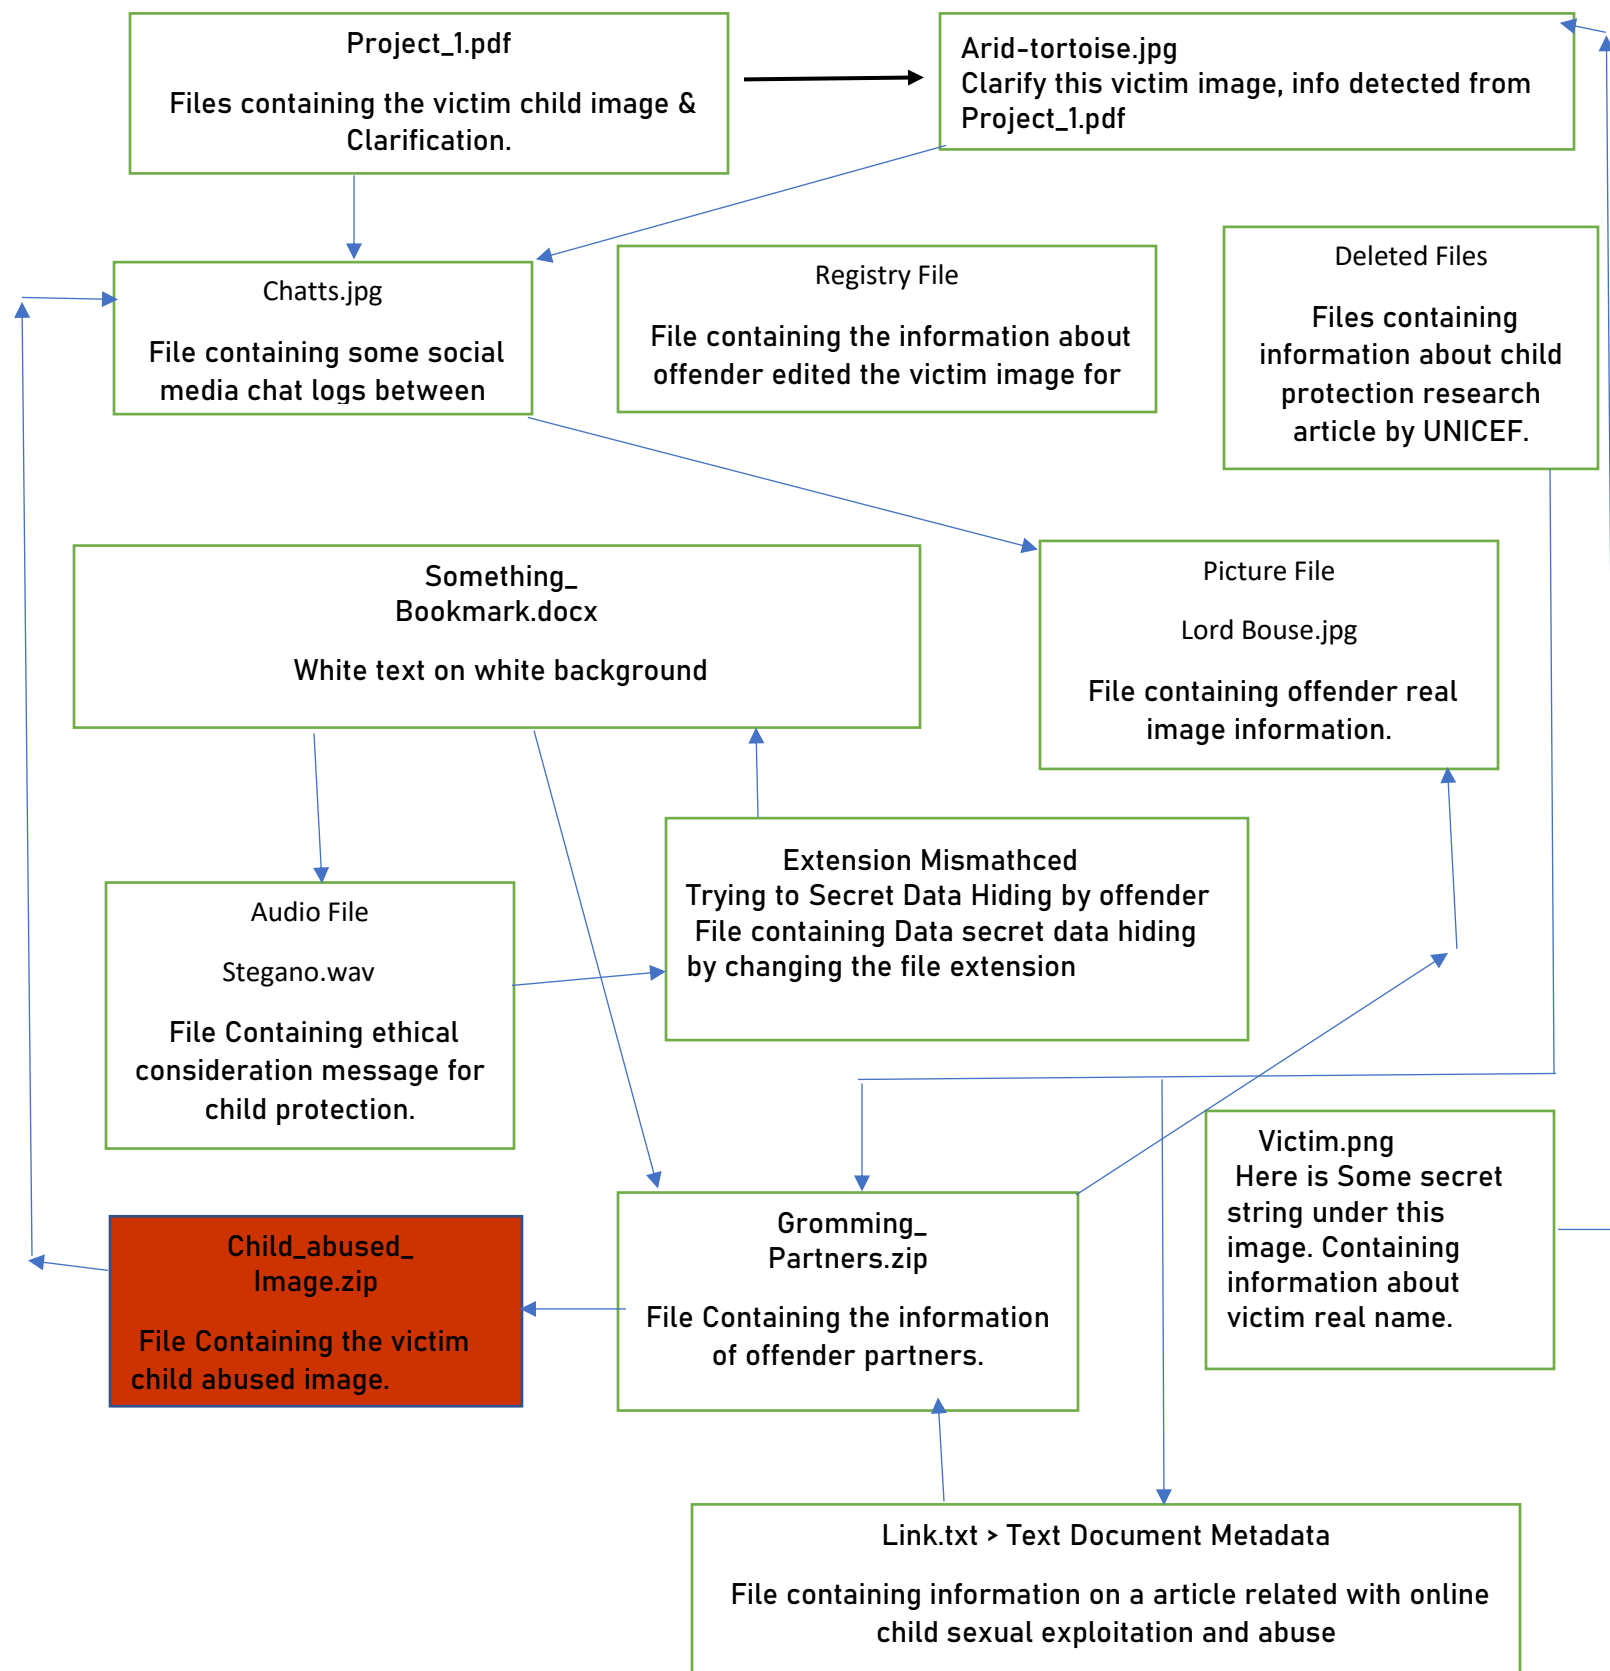 Project_1.pdf
Files containing the victim child image &
Clarification.
Arid-tortoise.jpg
Clarify this victim image, info detected from
Project_1.pdf
Chatts.jpg
File containing some social
media chat logs between
Registry File
File containing the information about
offender edited the victim image for
Deleted Files
Files containing
information about child
protection research
article by UNICEF.
Something_
Bookmark.docx
White text on white background
Picture File
Lord Bouse.jpg
File containing offender real
image information.
Audio File
Stegano.wav
File Containing ethical
consideration message for
child protection.
Extension Mismathced
Trying to Secret Data Hiding by offender
File containing Data secret data hiding
by changing the file extension
Victim.png
Here is Some secret
string under this
image. Containing
information about
victim real name.
Child_abused_
Image.zip
File Containing the victim
child abused image.
Gromming_
Partners.zip
File Containing the information
of offender partners.
Link.txt > Text Document Metadata
File containing information on a article related with online
child sexual exploitation and abuse